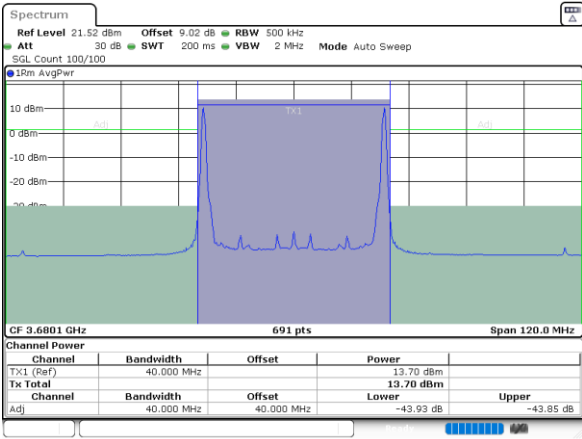 Spectrum
Ref Level 21.52 dBm Offset 9.02 dB RBW 500 kHz
Att 30 dB SWT 200 ms VBW 2 MHz Mode Auto Sweep
SGL Count 100/100
1Rm AvgPwr
TX1
10 dBm
Adj Adj
0 dBm
-10 dBm
-20 dBm
CF 3.6801 GHz 691 pts Span 120.0 MHz
Channel Power
Channel Bandwidth Offset Power
TX1 (Ref) 40.000 MHz 13.70 dBm
Tx Total 13.70 dBm
Channel Bandwidth Offset Lower Upper
Adj 40.000 MHz 40.000 MHz -43.93 dB -43.85 dB